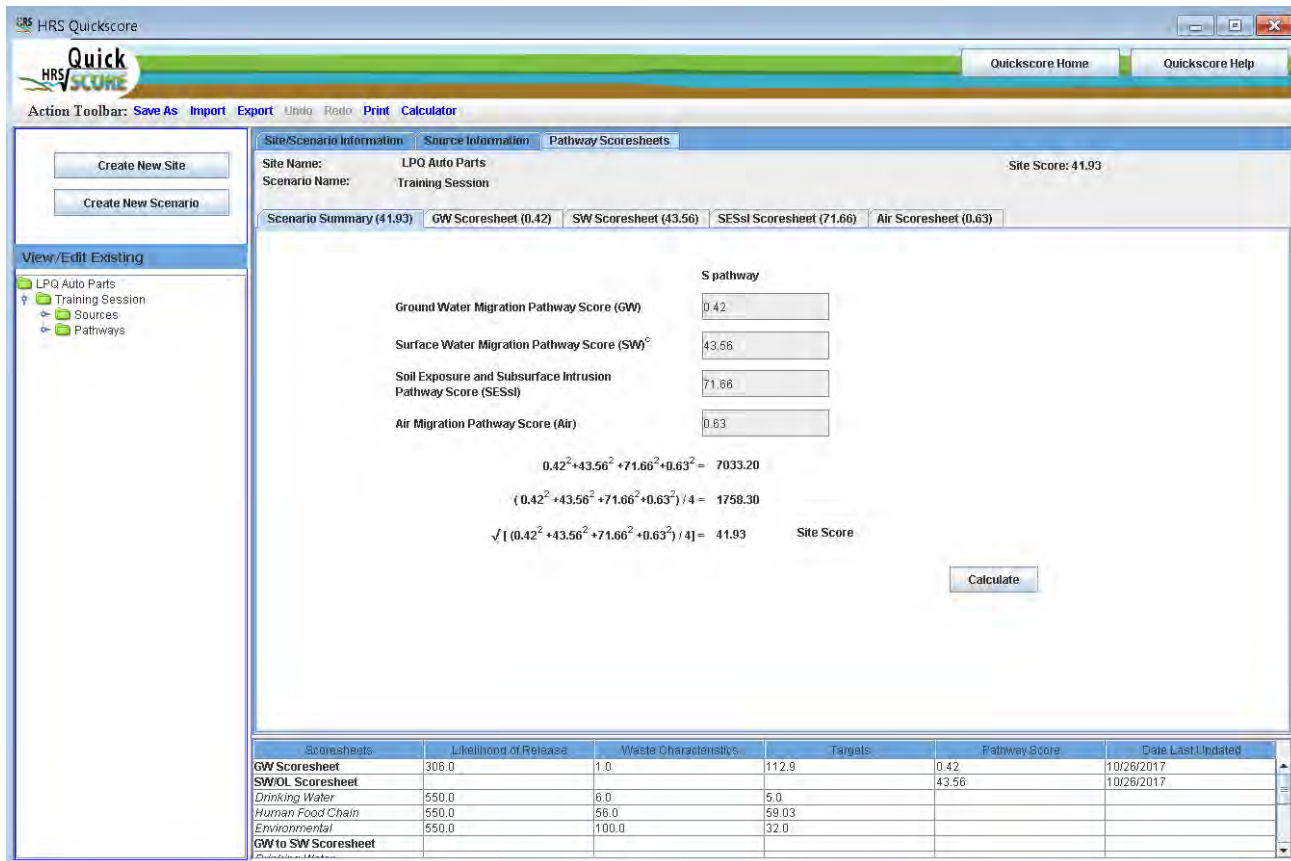 HRS Quickscore
Quick
HRS SCORE
Quickscore Home Quickscore Help
Action Toolbar: Save As Import Export Undo Redo Print Calculator
Create New Site
Create New Scenario
View/Edit Existing
LPQ Auto Parts
Training Session
Sources
Pathways
Site/Scenario Information Source Information Pathway Scoresheets
Site Name: LPQ Auto Parts Site Score: 41.93
Scenario Name: Training Session
Scenario Summary (41.93) GW Scoresheet (0.42) SW Scoresheet (43.56) SESsI Scoresheet (71.66) Air Scoresheet (0.63)
S pathway
Ground Water Migration Pathway Score (GW) 0.42
Surface Water Migration Pathway Score (SW)ᶜ 43.56
Soil Exposure and Subsurface Intrusion
Pathway Score (SESsI) 71.66
Air Migration Pathway Score (Air) 0.63
0.42²+43.56² +71.66²+0.63² = 7033.20
( 0.42² +43.56² +71.66²+0.63²) / 4 = 1758.30
√ [ (0.42² +43.56² +71.66² +0.63²) / 4] = 41.93 Site Score
Calculate
Scoresheets Likelihood of Release Waste Characteristics Targets Pathway Score Date Last Updated
GW Scoresheet 306.0 1.0 112.9 0.42 10/26/2017
SW/OL Scoresheet 43.56 10/26/2017
Drinking Water 550.0 6.0 5.0
Human Food Chain 550.0 56.0 59.03
Environmental 550.0 100.0 32.0
GW to SW Scoresheet